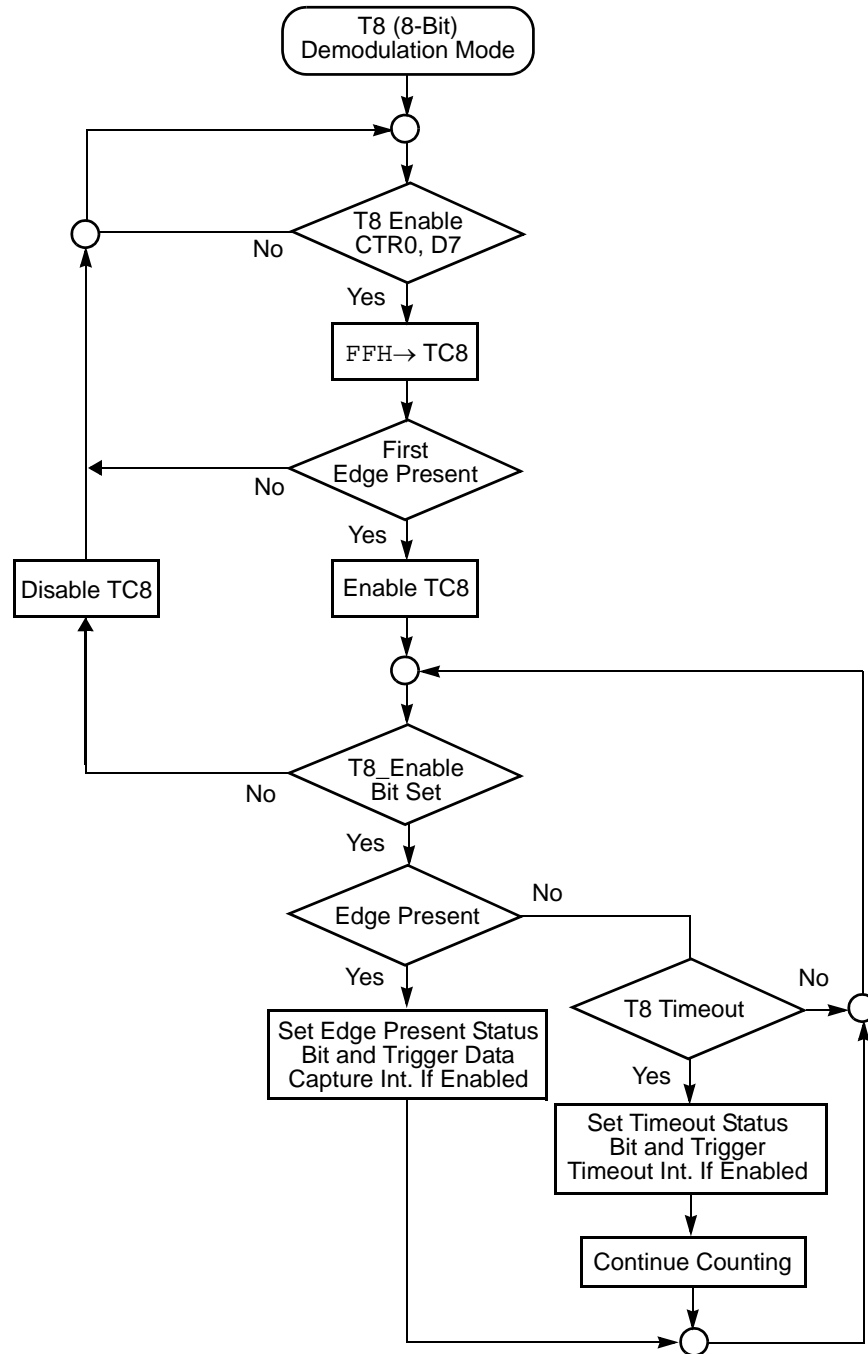 T8 (8-Bit)
Demodulation Mode
T8 Enable
CTR0, D7
No
Yes
FFH→ TC8
First
Edge Present
No
Yes
Disable TC8
Enable TC8
T8_Enable
Bit Set
No
Yes
Edge Present
No
Yes
T8 Timeout
No
Set Edge Present Status
Bit and Trigger Data
Capture Int. If Enabled
Yes
Set Timeout Status
Bit and Trigger
Timeout Int. If Enabled
Continue Counting